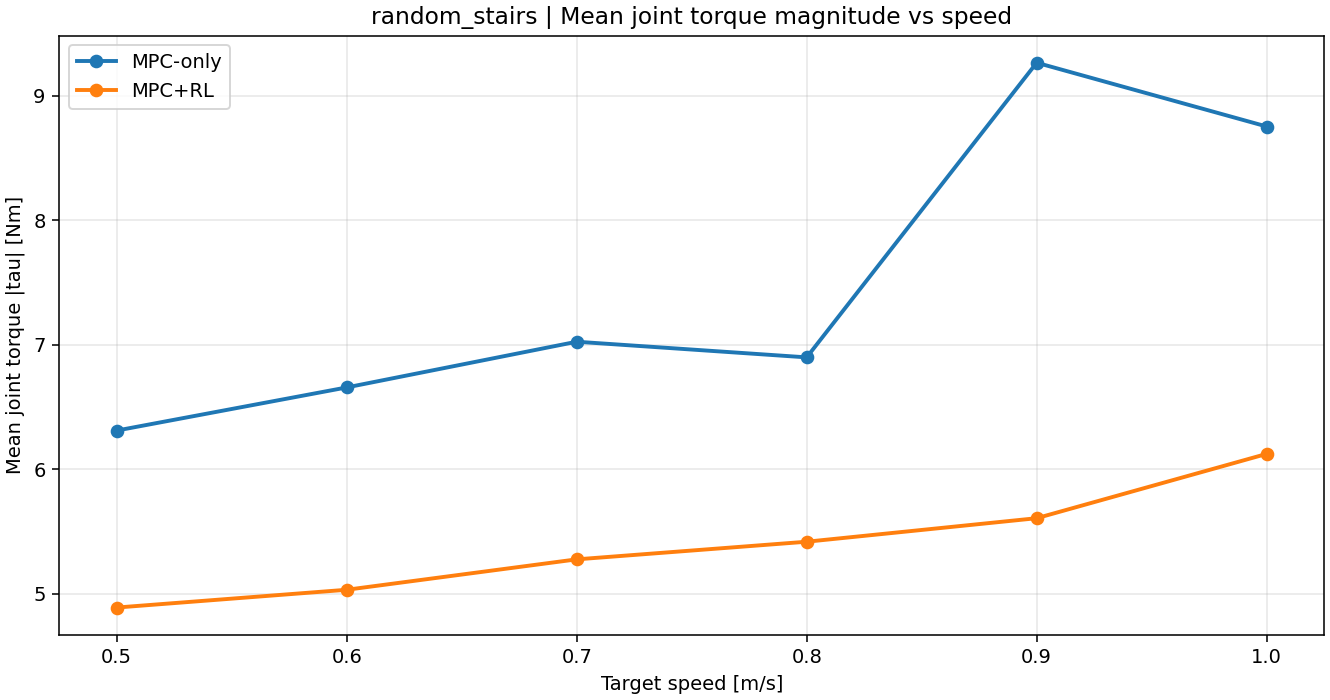 random_stairs | Mean joint torque magnitude vs speed
MPC-only
MPC+RL
Mean joint torque |tau| [Nm]
9
8
7
6
5
0.5 0.6 0.7 0.8 0.9 1.0
Target speed [m/s]